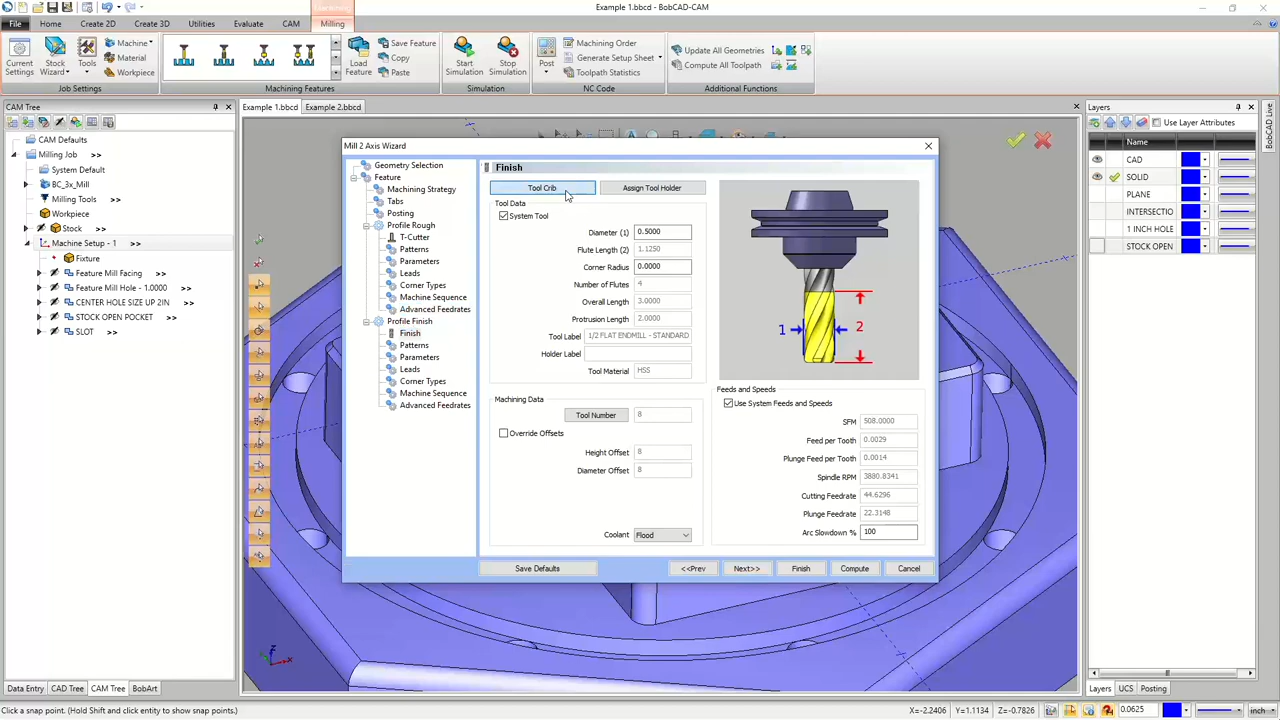 Example 1.bbcd - BobCAD-CAM
Machining
File
Home
Create 2D
Create 3D
Utilities
Evaluate
CAM
Milling
Current Settings
Stock Wizard
Tools
Machine
Material
Workpiece
Job Settings
Load Feature
Save Feature
Copy
Paste
Machining Features
Start Simulation
Stop Simulation
Simulation
Post
Machining Order
Generate Setup Sheet
Toolpath Statistics
NC Code
Update All Geometries
Compute All Toolpath
Additional Functions
CAM Tree
CAM Defaults
Milling Job >>
System Default
BC_3x_Mill
Milling Tools >>
Workpiece
Stock >>
Machine Setup - 1 >>
Fixture
Feature Mill Facing >>
Feature Mill Hole - 1.0000 >>
CENTER HOLE SIZE UP 2IN >>
STOCK OPEN POCKET >>
SLOT >>
Example 1.bbcd
Example 2.bbcd
Mill 2 Axis Wizard
Geometry Selection
Feature
Machining Strategy
Tabs
Posting
Profile Rough
T-Cutter
Patterns
Parameters
Leads
Corner Types
Machine Sequence
Advanced Feedrates
Profile Finish
Finish
Patterns
Parameters
Leads
Corner Types
Machine Sequence
Advanced Feedrates
Finish
Tool Crib
Assign Tool Holder
Tool Data
System Tool
Diameter (1) 0.5000
Flute Length (2) 1.1250
Corner Radius 0.0000
Number of Flutes 4
Overall Length 3.0000
Protrusion Length 2.0000
Tool Label 1/2 FLAT ENDMILL - STANDARD
Holder Label
Tool Material HSS
Machining Data
Tool Number 8
Override Offsets
Height Offset 8
Diameter Offset 8
Coolant Flood
1
2
Feeds and Speeds
Use System Feeds and Speeds
SFM 508.0000
Feed per Tooth 0.0029
Plunge Feed per Tooth 0.0014
Spindle RPM 3880.8341
Cutting Feedrate 44.6296
Plunge Feedrate 22.3148
Arc Slowdown % 100
Save Defaults
<<Prev
Next>>
Finish
Compute
Cancel
Layers
Use Layer Attributes
Name
CAD
SOLID
PLANE
INTERSECTIO
1 INCH HOLE
STOCK OPEN
BobCAD Live
Data Entry
CAD Tree
CAM Tree
BobArt
Layers
UCS
Posting
Click a snap point. (Hold Shift and click entity to show snap points.)
X=-2.2406 Y=1.1134 Z=-0.7826
0.0625
inch